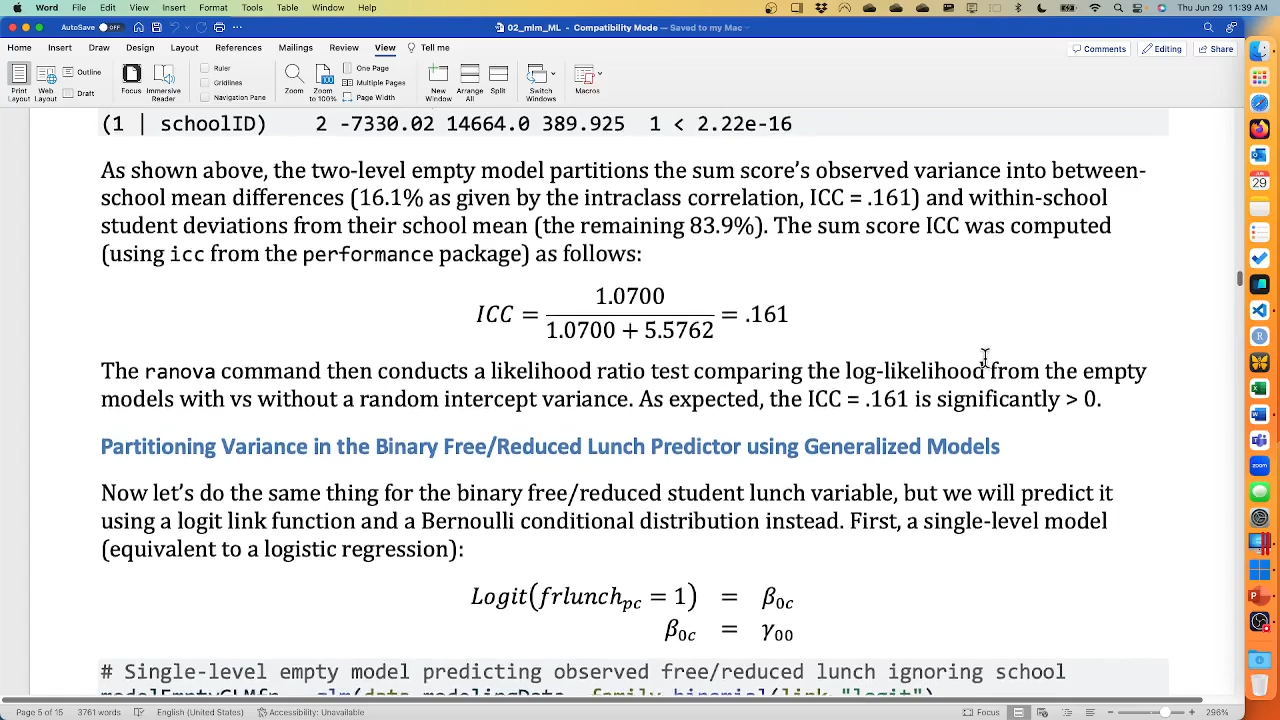 Word File Edit View Insert Format Tools Table Window Help
Thu Jun 29 11:39 AM
AutoSave OFF
02_mlm_ML - Compatibility Mode — Saved to my Mac
Home Insert Draw Design Layout References Mailings Review View Tell me
Comments Editing Share
Print Layout
Web Layout
Outline
Draft
Focus
Immersive Reader
Ruler
Gridlines
Navigation Pane
Zoom
Zoom to 100%
One Page
Multiple Pages
Page Width
New Window
Arrange All
Split
Switch Windows
Macros
(1 | schoolID) 2 -7330.02 14664.0 389.925 1 < 2.22e-16
As shown above, the two-level empty model partitions the sum score’s observed variance into between-
school mean differences (16.1% as given by the intraclass correlation, ICC = .161) and within-school
student deviations from their school mean (the remaining 83.9%). The sum score ICC was computed
(using icc from the performance package) as follows:
ICC = 1.0700 / 1.0700 + 5.5762 = .161
The ranova command then conducts a likelihood ratio test comparing the log-likelihood from the empty
models with vs without a random intercept variance. As expected, the ICC = .161 is significantly > 0.
Partitioning Variance in the Binary Free/Reduced Lunch Predictor using Generalized Models
Now let’s do the same thing for the binary free/reduced student lunch variable, but we will predict it
using a logit link function and a Bernoulli conditional distribution instead. First, a single-level model
(equivalent to a logistic regression):
Logit(frlunch_pc = 1) = β_0c
β_0c = γ_00
# Single-level empty model predicting observed free/reduced lunch ignoring school
Page 5 of 15 3761 words English (United States) Accessibility: Unavailable
Focus
296%